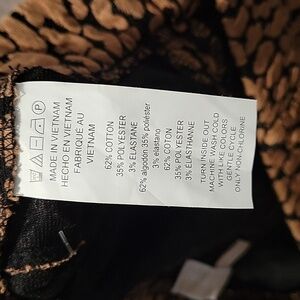 MADE IN VIETNAM
HECHO EN VIETNAM
FABRIQUE AU
VIETNAM
62% COTTON
35% POLYESTER
3% ELASTANE
62% algodon 35% poliéster
3% elastano
62% COTON
35% POLYESTER
3% ELASTHANNE
TURN INSIDE OUT
MACHINE WASH COLD
WITH LIKE COLORS
GENTLE CYCLE
ONLY NON-CHLORINE